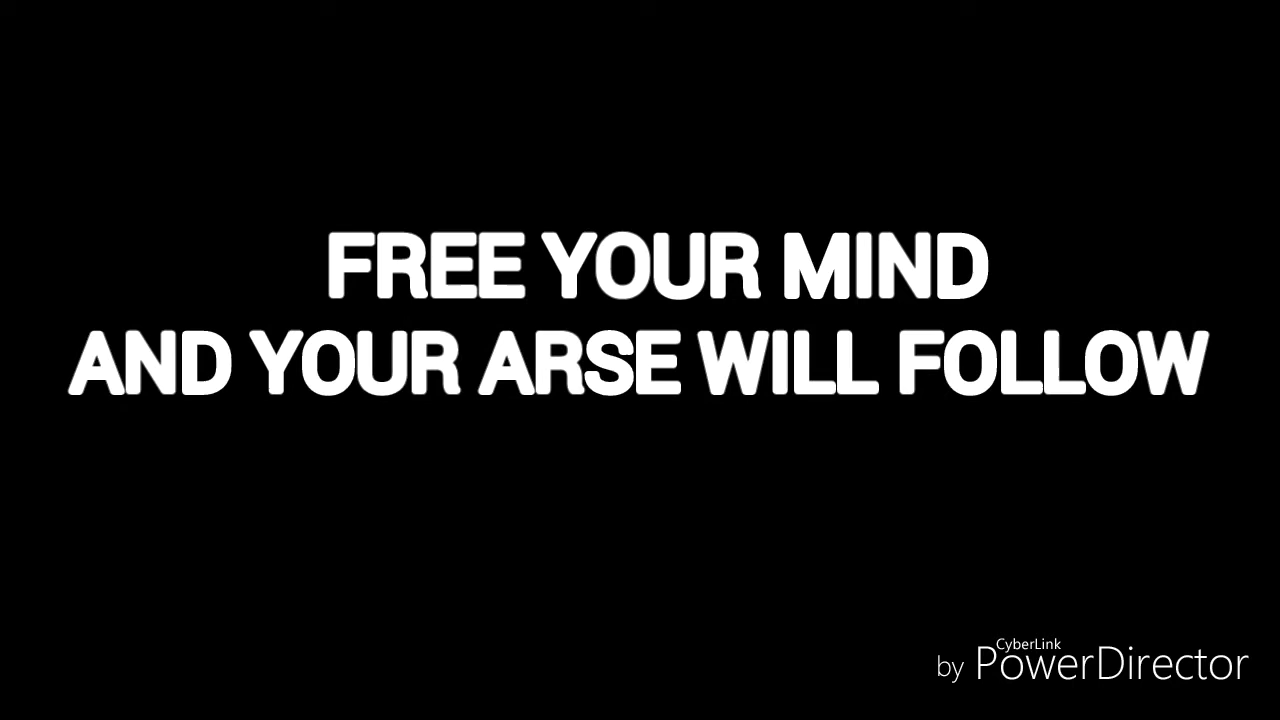 FREE YOUR MIND
AND YOUR ARSE WILL FOLLOW
CyberLink
by PowerDirector